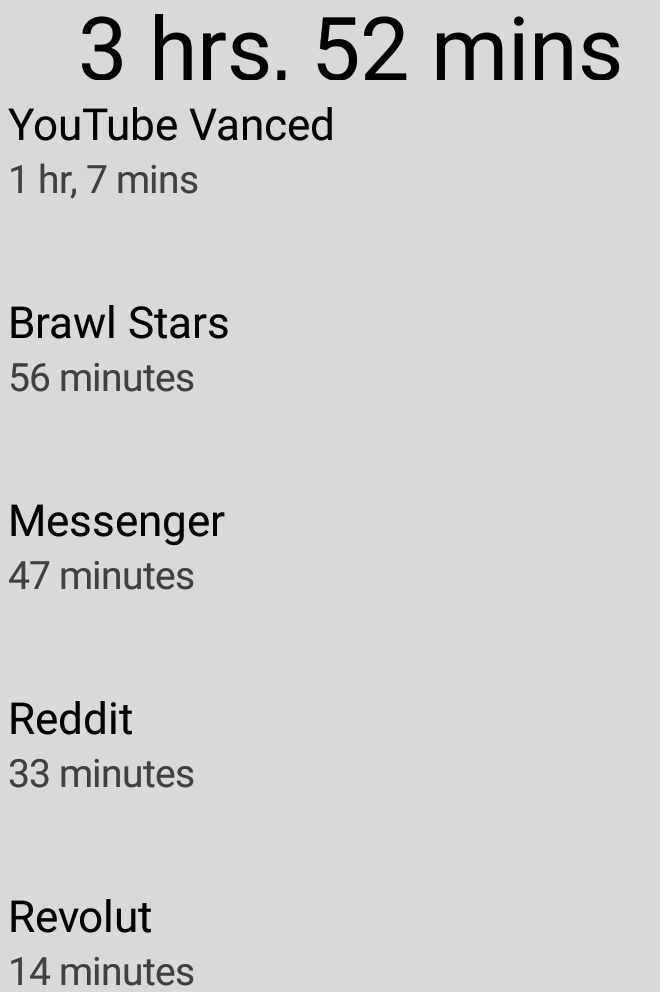 3 hrs. 52 mins
YouTube Vanced
1 hr, 7 mins
Brawl Stars
56 minutes
Messenger
47 minutes
Reddit
33 minutes
Revolut
14 minutes